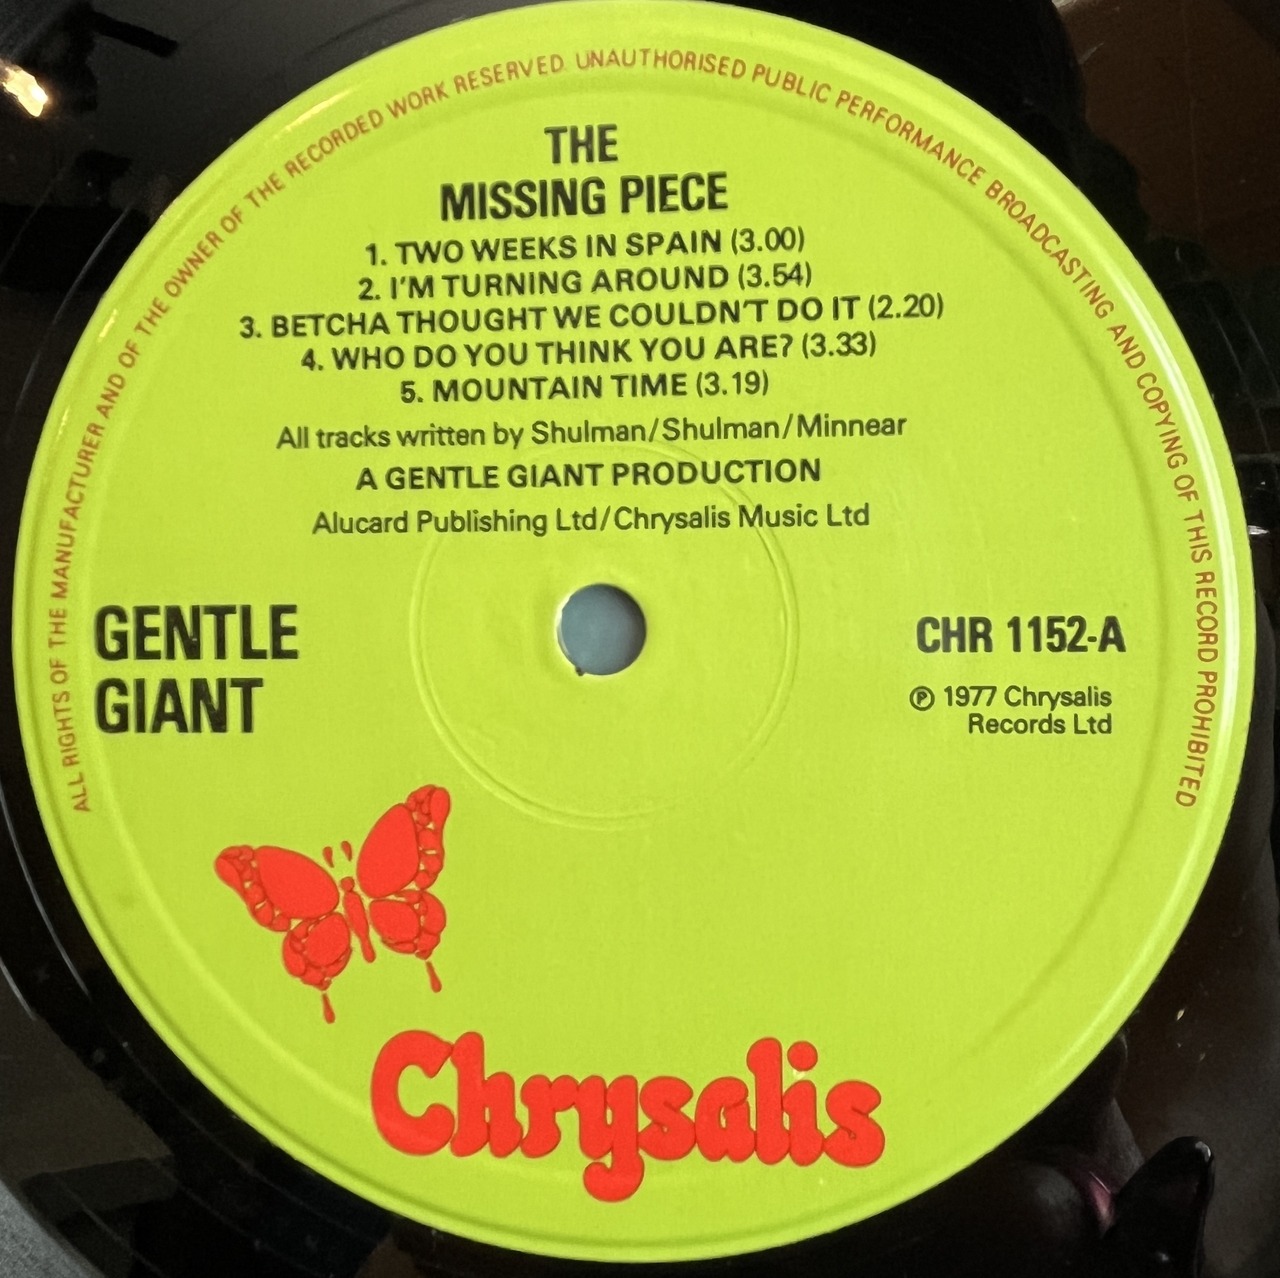 ALL RIGHTS OF THE MANUFACTURER AND OF THE OWNER OF THE RECORDED WORK RESERVED. UNAUTHORISED PUBLIC PERFORMANCE BROADCASTING AND COPYING OF THIS RECORD PROHIBITED
THE
MISSING PIECE
1. TWO WEEKS IN SPAIN (3.00)
2. I'M TURNING AROUND (3.54)
3. BETCHA THOUGHT WE COULDN'T DO IT (2.20)
4. WHO DO YOU THINK YOU ARE? (3.33)
5. MOUNTAIN TIME (3.19)
All tracks written by Shulman/Shulman/Minnear
A GENTLE GIANT PRODUCTION
Alucard Publishing Ltd/Chrysalis Music Ltd
GENTLE
GIANT
CHR 1152-A
℗ 1977 Chrysalis
Records Ltd
Chrysalis